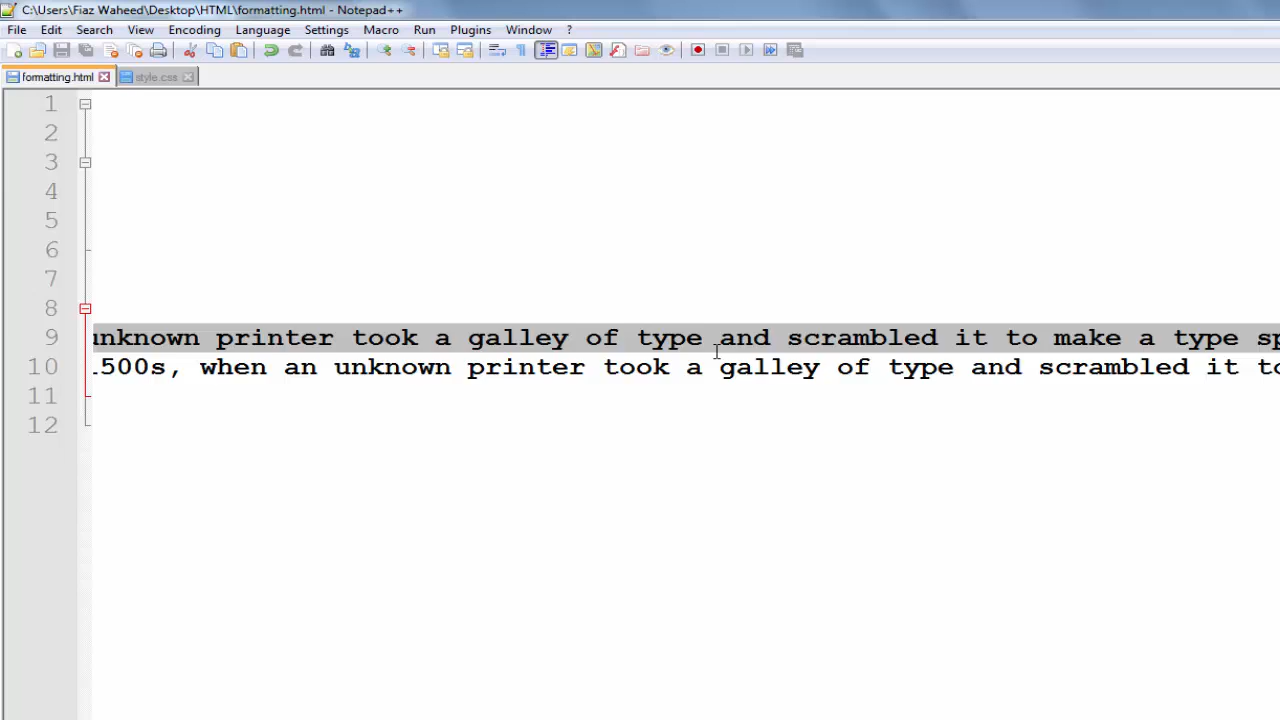 C:\Users\Fiaz Waheed\Desktop\HTML\formatting.html - Notepad++
File Edit Search View Encoding Language Settings Macro Run Plugins Window ?
formatting.html style.css
1
2
3
4
5
6
7
8
9 unknown printer took a galley of type and scrambled it to make a type sp
10 1500s, when an unknown printer took a galley of type and scrambled it to
11
12